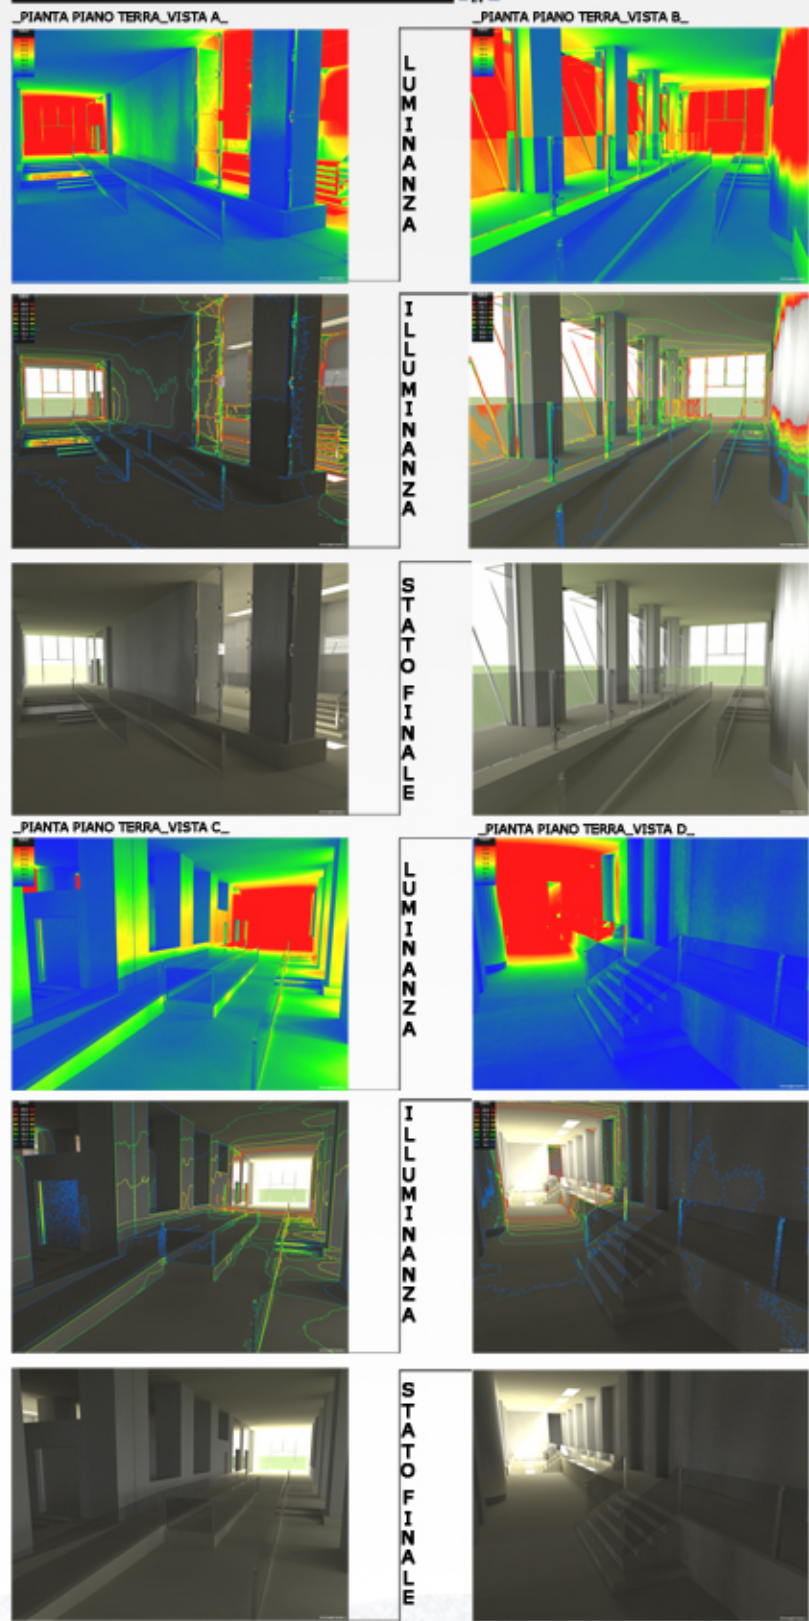 _PIANTA PIANO TERRA_VISTA A_
_PIANTA PIANO TERRA_VISTA B_
LUMINANZA
ILLUMINANZA
STATO FINALE
_PIANTA PIANO TERRA_VISTA C_
_PIANTA PIANO TERRA_VISTA D_
LUMINANZA
ILLUMINANZA
STATO FINALE